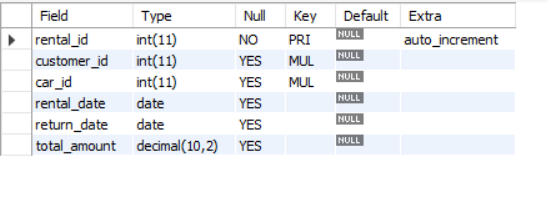 Field Type Null Key Default Extra
rental_id int(11) NO PRI NULL auto_increment
customer_id int(11) YES MUL NULL
car_id int(11) YES MUL NULL
rental_date date YES NULL
return_date date YES NULL
total_amount decimal(10,2) YES NULL